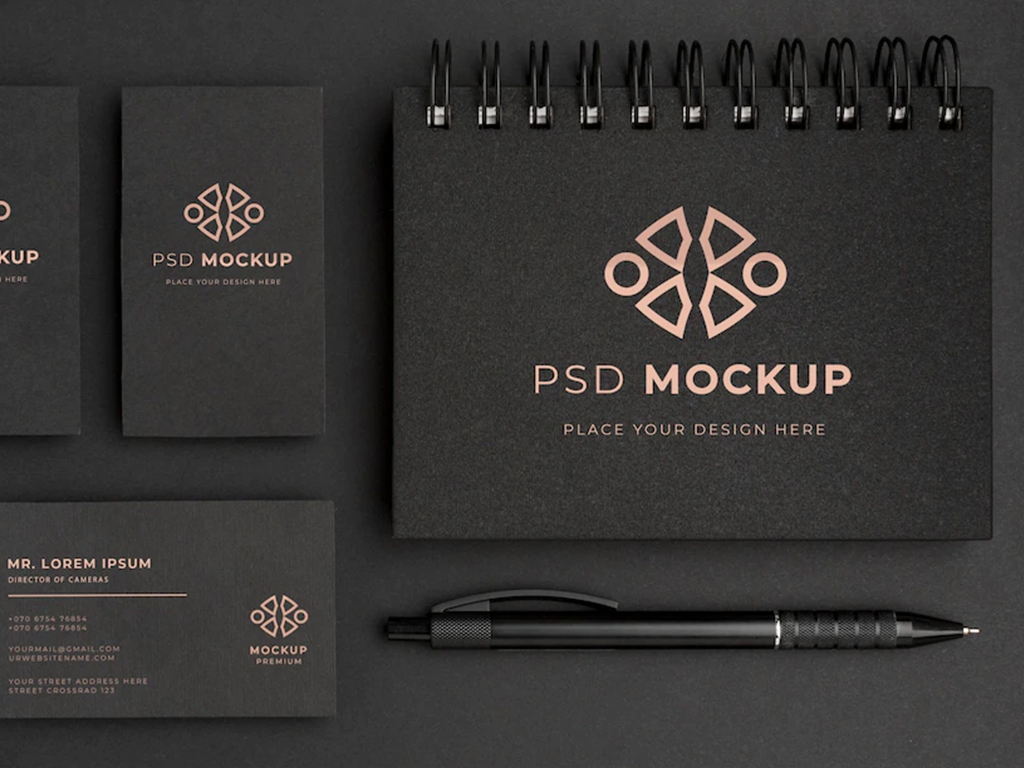 KUP
HERE
PSD MOCKUP
PLACE YOUR DESIGN HERE
PSD MOCKUP
PLACE YOUR DESIGN HERE
MR. LOREM IPSUM
DIRECTOR OF CAMERAS
+070 6754 76854
+070 6754 76854
YOURMAIL@GMAIL.COM
URWEBSITENAME.COM
YOUR STREET ADDRESS HERE
STREET CROSSRAD 123
MOCKUP
PREMIUM